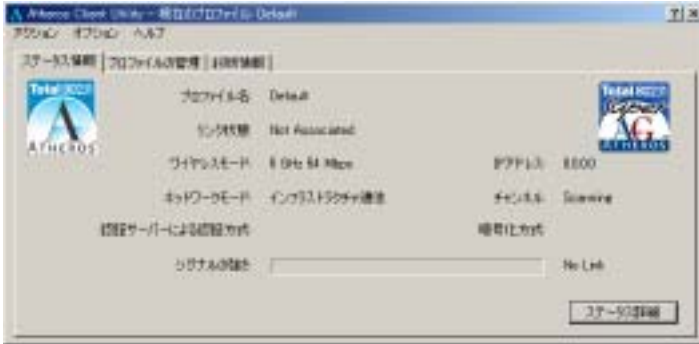 Atheros Client Utility - 現在のプロファイル: Default
アクション オプション ヘルプ
ステータス情報 プロファイルの管理 診断情報
Total 802.11
ATHEROS
プロファイル名 Default
リンク状態 Not Associated
ワイヤレスモード 5 GHz 54 Mbps IPアドレス 0.0.0.0
ネットワークモード インフラストラクチャ通信 チャンネル Scanning
認証サーバーによる認証方式 暗号化方式
シグナルの強さ No Link
ステータス詳細
Total 802.11
Super
AG